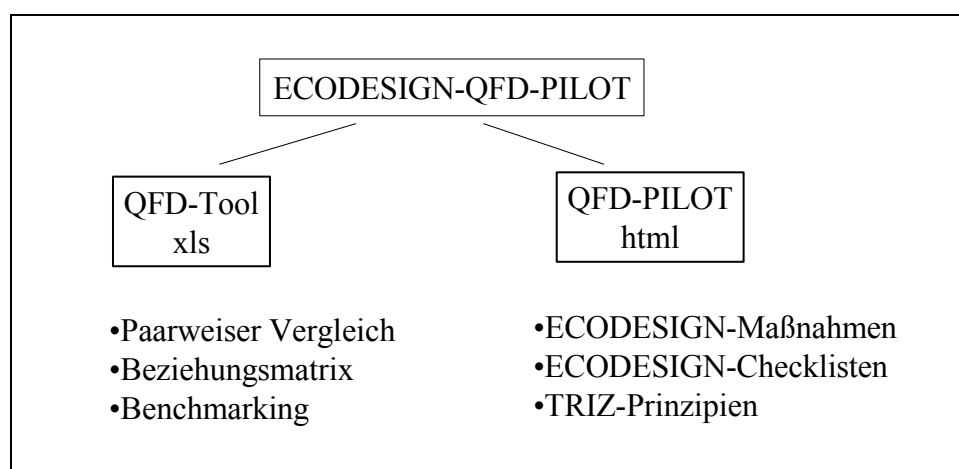 ECODESIGN-QFD-PILOT
QFD-Tool
xls
QFD-PILOT
html
•Paarweiser Vergleich
•Beziehungsmatrix
•Benchmarking
•ECODESIGN-Maßnahmen
•ECODESIGN-Checklisten
•TRIZ-Prinzipien